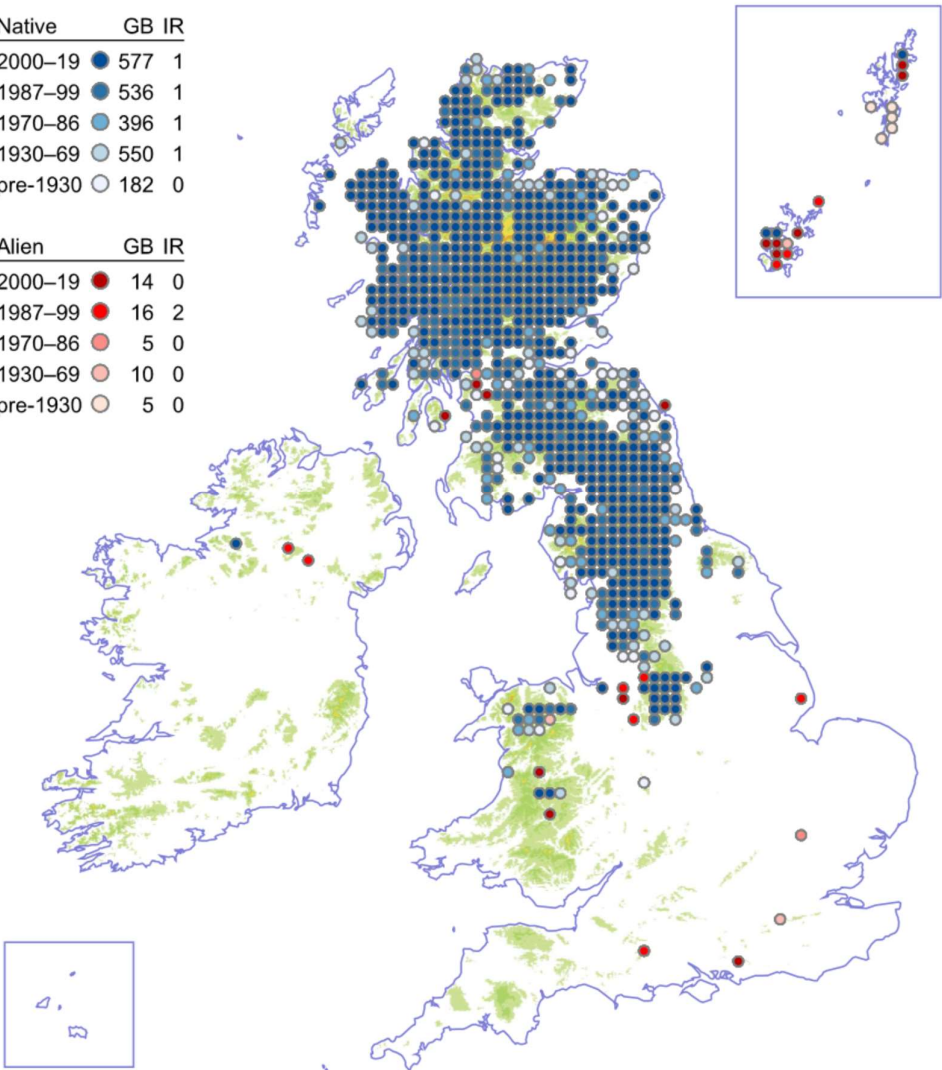 Native GB IR
2000–19 577 1
1987–99 536 1
1970–86 396 1
1930–69 550 1
pre-1930 182 0
Alien GB IR
2000–19 14 0
1987–99 16 2
1970–86 5 0
1930–69 10 0
pre-1930 5 0